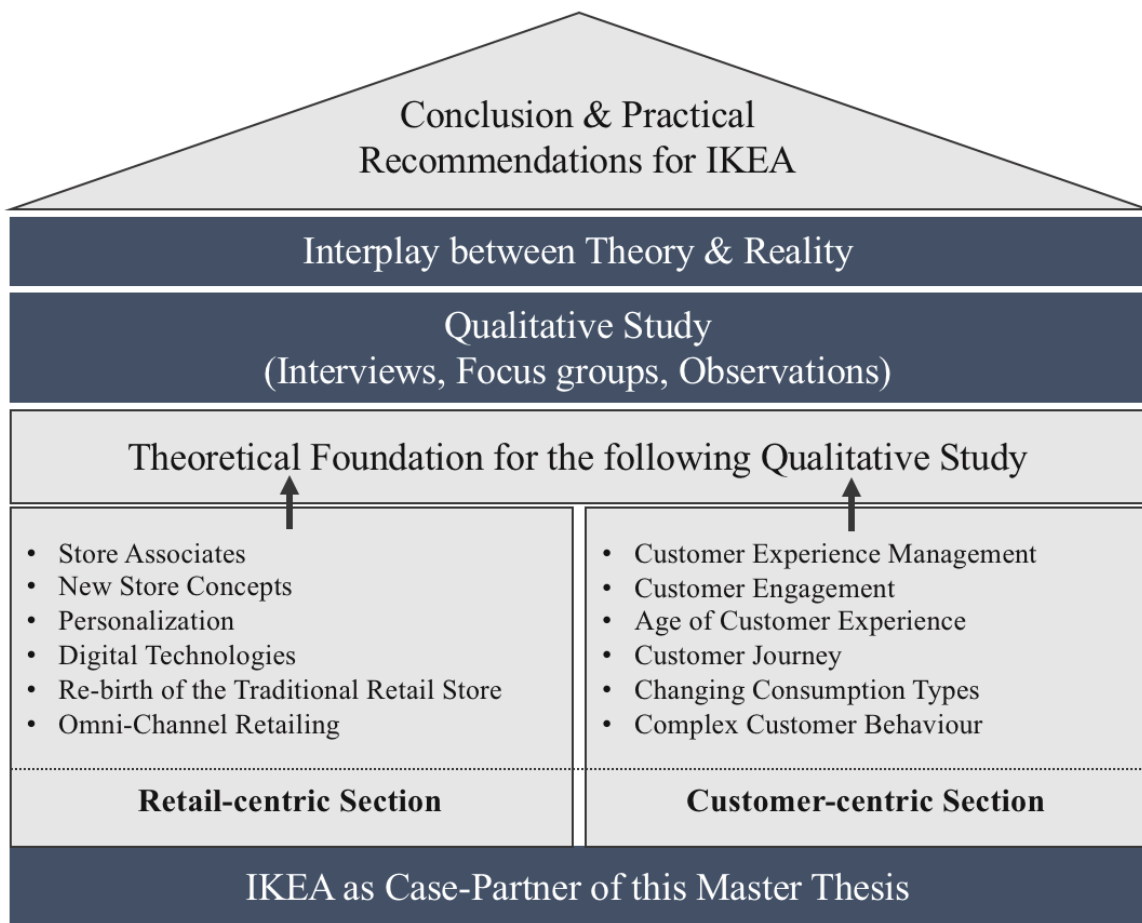 Conclusion & Practical
Recommendations for IKEA
Interplay between Theory & Reality
Qualitative Study
(Interviews, Focus groups, Observations)
Theoretical Foundation for the following Qualitative Study
• Store Associates
• New Store Concepts
• Personalization
• Digital Technologies
• Re-birth of the Traditional Retail Store
• Omni-Channel Retailing
Retail-centric Section
• Customer Experience Management
• Customer Engagement
• Age of Customer Experience
• Customer Journey
• Changing Consumption Types
• Complex Customer Behaviour
Customer-centric Section
IKEA as Case-Partner of this Master Thesis